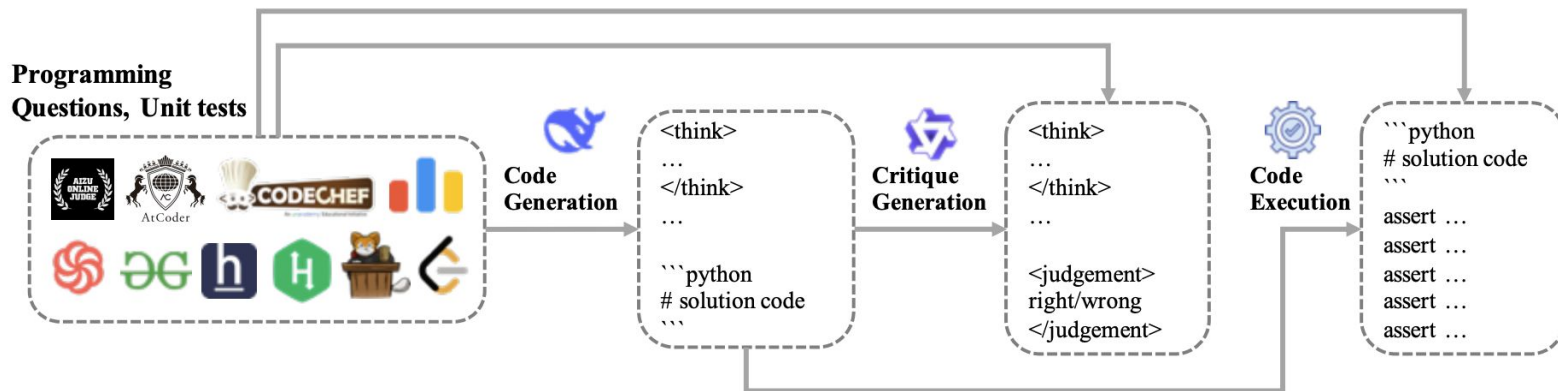 Programming
Questions, Unit tests
AIZU
ONLINE
JUDGE
AtCoder
CODECHEF
h
H
Code
Generation
<think>
…
</think>
…
```python
# solution code
```
Critique
Generation
<think>
…
</think>
…
<judgement>
right/wrong
</judgement>
Code
Execution
```python
# solution code
```
assert …
assert …
assert …
assert …
assert …